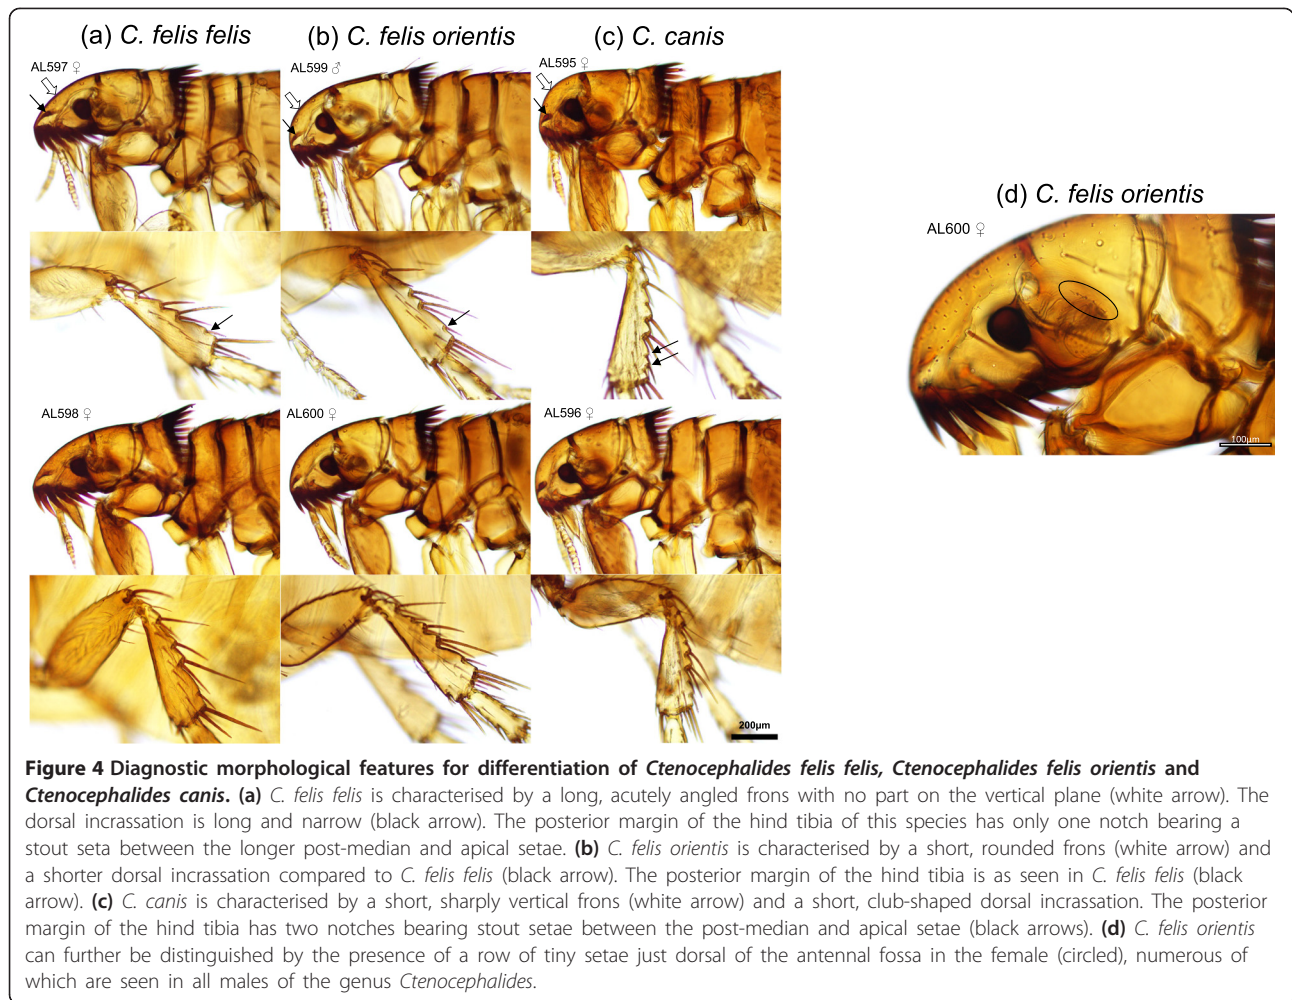 (a) C. felis felis
(b) C. felis orientis
(c) C. canis
AL597 ♀
AL599 ♂
AL595 ♀
(d) C. felis orientis
AL600 ♀
100µm
AL598 ♀
AL600 ♀
AL596 ♀
200µm
Figure 4 Diagnostic morphological features for differentiation of Ctenocephalides felis felis, Ctenocephalides felis orientis and
Ctenocephalides canis. (a) C. felis felis is characterised by a long, acutely angled frons with no part on the vertical plane (white arrow). The
dorsal incrassation is long and narrow (black arrow). The posterior margin of the hind tibia of this species has only one notch bearing a
stout seta between the longer post-median and apical setae. (b) C. felis orientis is characterised by a short, rounded frons (white arrow) and
a shorter dorsal incrassation compared to C. felis felis (black arrow). The posterior margin of the hind tibia is as seen in C. felis felis (black
arrow). (c) C. canis is characterised by a short, sharply vertical frons (white arrow) and a short, club-shaped dorsal incrassation. The posterior
margin of the hind tibia has two notches bearing stout setae between the post-median and apical setae (black arrows). (d) C. felis orientis
can further be distinguished by the presence of a row of tiny setae just dorsal of the antennal fossa in the female (circled), numerous of
which are seen in all males of the genus Ctenocephalides.